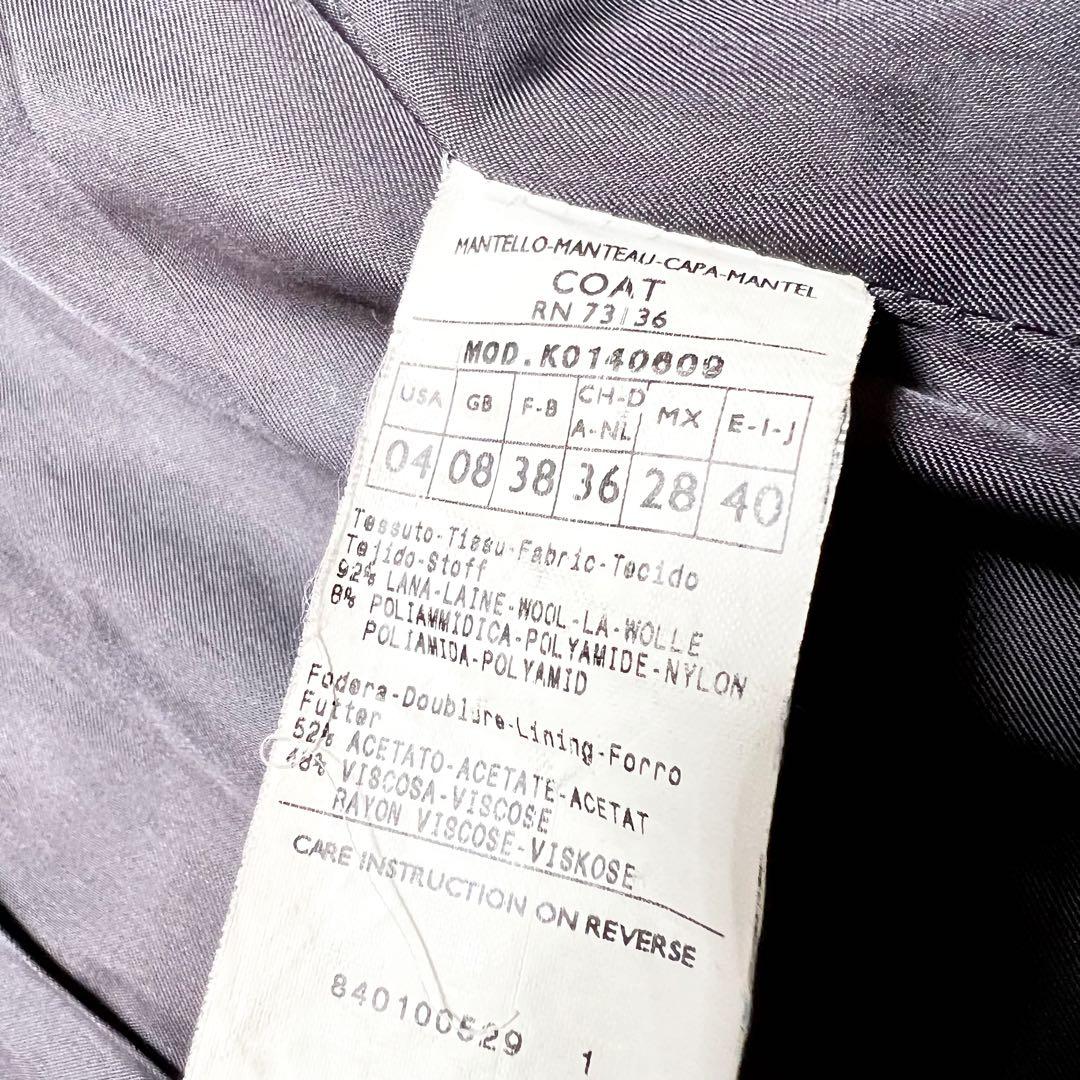 MANTELLO-MANTEAU-CAPA-MANTEL
COAT
RN 73136
MOD. K0140609
USA GB F-B CH-D A-NL MX E-I-J
04 08 38 36 28 40
Tessuto-Tissu-Fabric-Tecido
Tejido-Stoff
92% LANA-LAINE-WOOL-LA-WOLLE
8% POLIAMMIDICA-POLYAMIDE-NYLON
POLIAMIDA-POLYAMID
Fodera-Doublure-Lining-Forro
Futter
52% ACETATO-ACETATE-ACETAT
48% VISCOSA-VISCOSE
RAYON VISCOSE-VISKOSE
CARE INSTRUCTION ON REVERSE
840100529 1